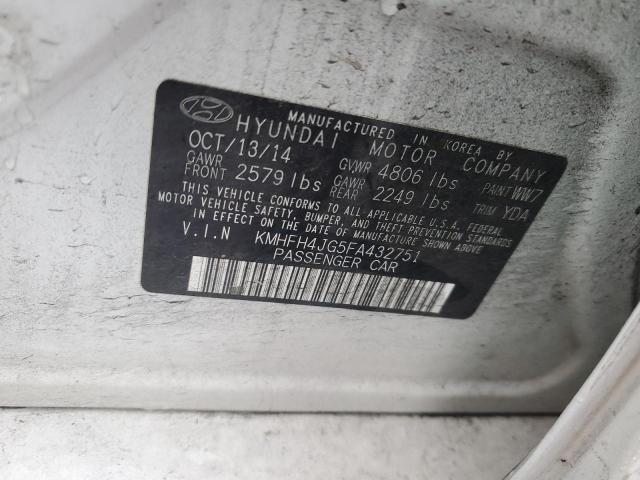 MANUFACTURED IN KOREA BY
HYUNDAI MOTOR COMPANY
OCT/13/14 GVWR 4806 lbs PAINT WW7
GAWR FRONT 2579 lbs GAWR REAR 2249 lbs TRIM YDA
THIS VEHICLE CONFORMS TO ALL APPLICABLE U.S.A. FEDERAL
MOTOR VEHICLE SAFETY, BUMPER, AND THEFT PREVENTION STANDARDS
IN EFFECT ON THE DATE OF MANUFACTURE SHOWN ABOVE.
V.I.N KMHFH4JG5FA432751
PASSENGER CAR